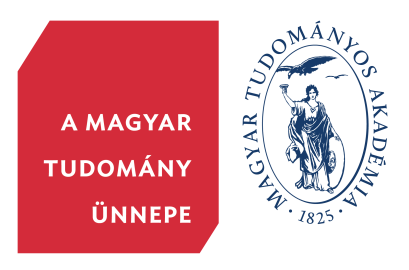 A MAGYAR
TUDOMÁNY
ÜNNEPE
MAGYAR TUDOMÁNYOS AKADÉMIA
· 1825 ·